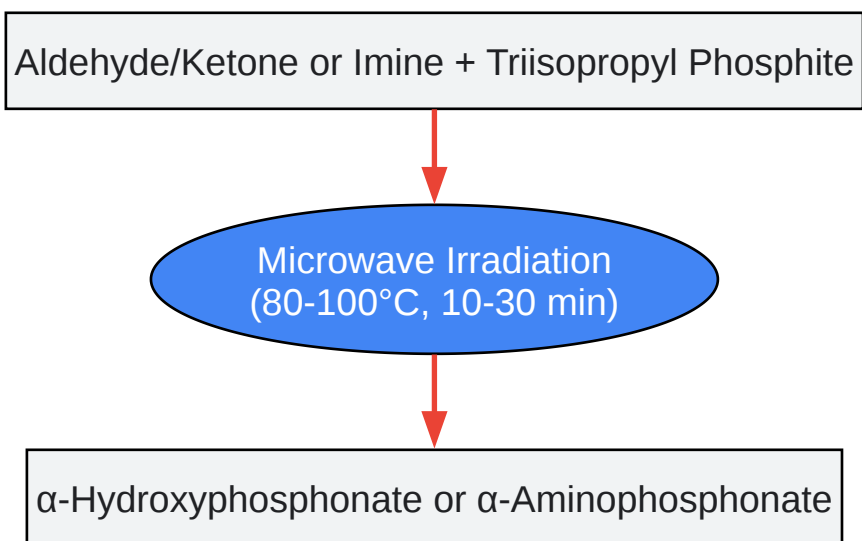 Aldehyde/Ketone or Imine + Triisopropyl Phosphite
Microwave Irradiation
(80-100°C, 10-30 min)
α-Hydroxyphosphonate or α-Aminophosphonate